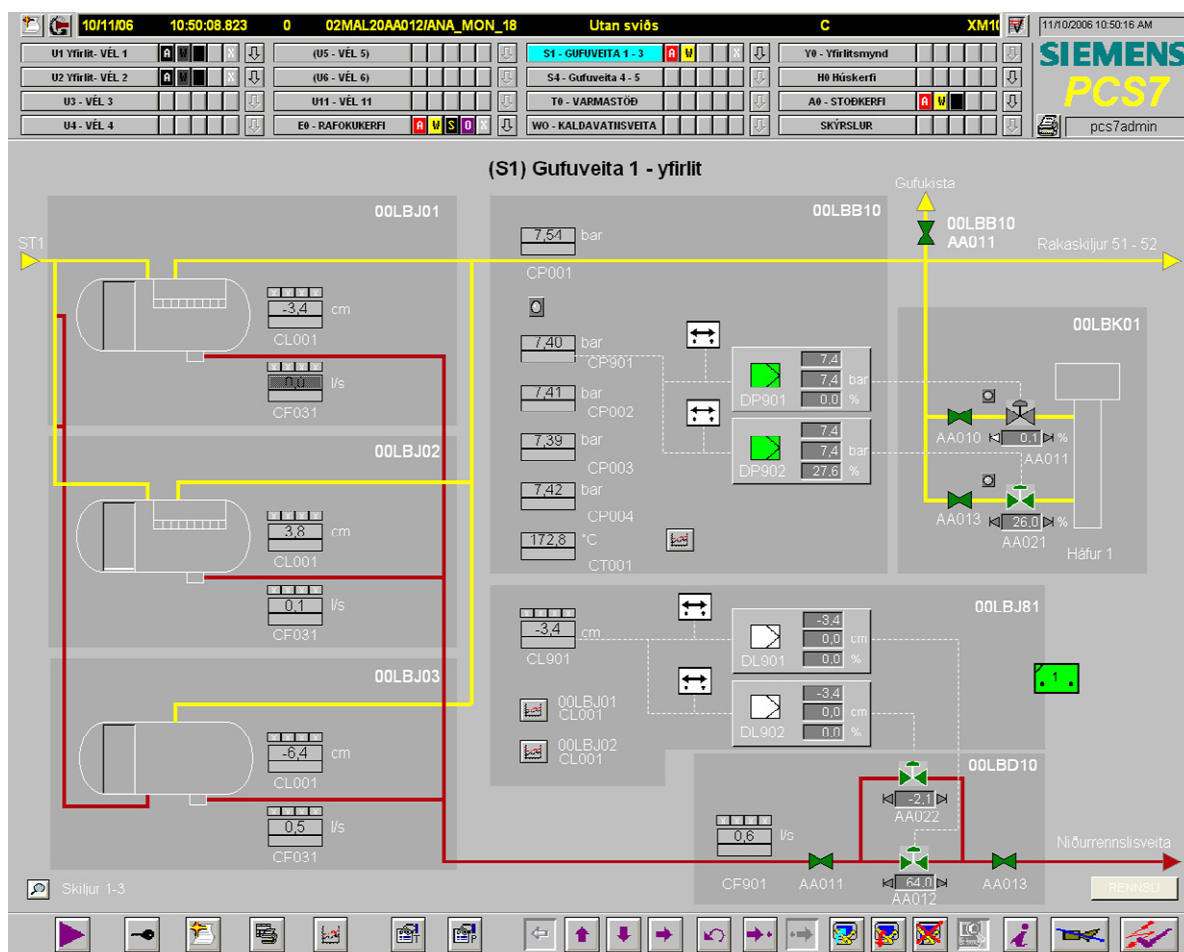 10/11/06 10:50:08.823 0 02MAL20AA012/ANA_MON_18 Utan sviðs C XM10
11/10/2006 10:50:16 AM
U1 Yfirlit- VÉL 1 A W X
(U5 - VÉL 5)
S1 - GUFUVEITA 1 - 3 A W X
Y0 - Yfirlitsmynd
U2 Yfirlit- VÉL 2 A W X
(U6 - VÉL 6)
S4 - Gufuveita 4 - 5
H0 Húskerfi
U3 - VÉL 3
U11 - VÉL 11
T0 - VARMASTÖÐ
A0 - STOÐKERFI A W
U4 - VÉL 4
E0 - RAFOKUKERFI A W S O X
WO - KALDAVATNSVEITA
SKÝRSLUR
SIEMENS
PCS7
pcs7admin
(S1) Gufuveita 1 - yfirlit
ST1
00LBJ01
X X X X
-3,4 cm
CL001
X X X X
0,0 l/s
CF031
00LBJ02
X X X X
3,8 cm
CL001
X X X X
0,1 l/s
CF031
00LBJ03
X X X X
-6,4 cm
CL001
X X X X
0,5 l/s
CF031
Skiljur 1-3
00LBB10
7,54 bar
CP001
7,40 bar
CP901
7,41 bar
CP002
7,39 bar
CP003
7,42 bar
CP004
172,8 °C
CT001
7,4
7,4 bar
DP901 0,0 %
7,4
7,4 bar
DP902 27,6 %
Gufukista
00LBB10
AA011
Rakaskiljur 51 - 52
00LBK01
AA010 0,1 %
AA011
AA013 26,0 %
AA021
Háfur 1
00LBJ81
X X X X
-3,4 cm
CL901
-3,4
0,0 cm
DL901 0,0 %
-3,4
0,0 cm
DL902 0,0 %
00LBJ01
CL001
00LBJ02
CL001
1
00LBD10
-2,1
AA022
X X X X
0,6 l/s
CF901
AA011
64,0
AA012
AA013
Niðurrennslisveita
RENNSLI